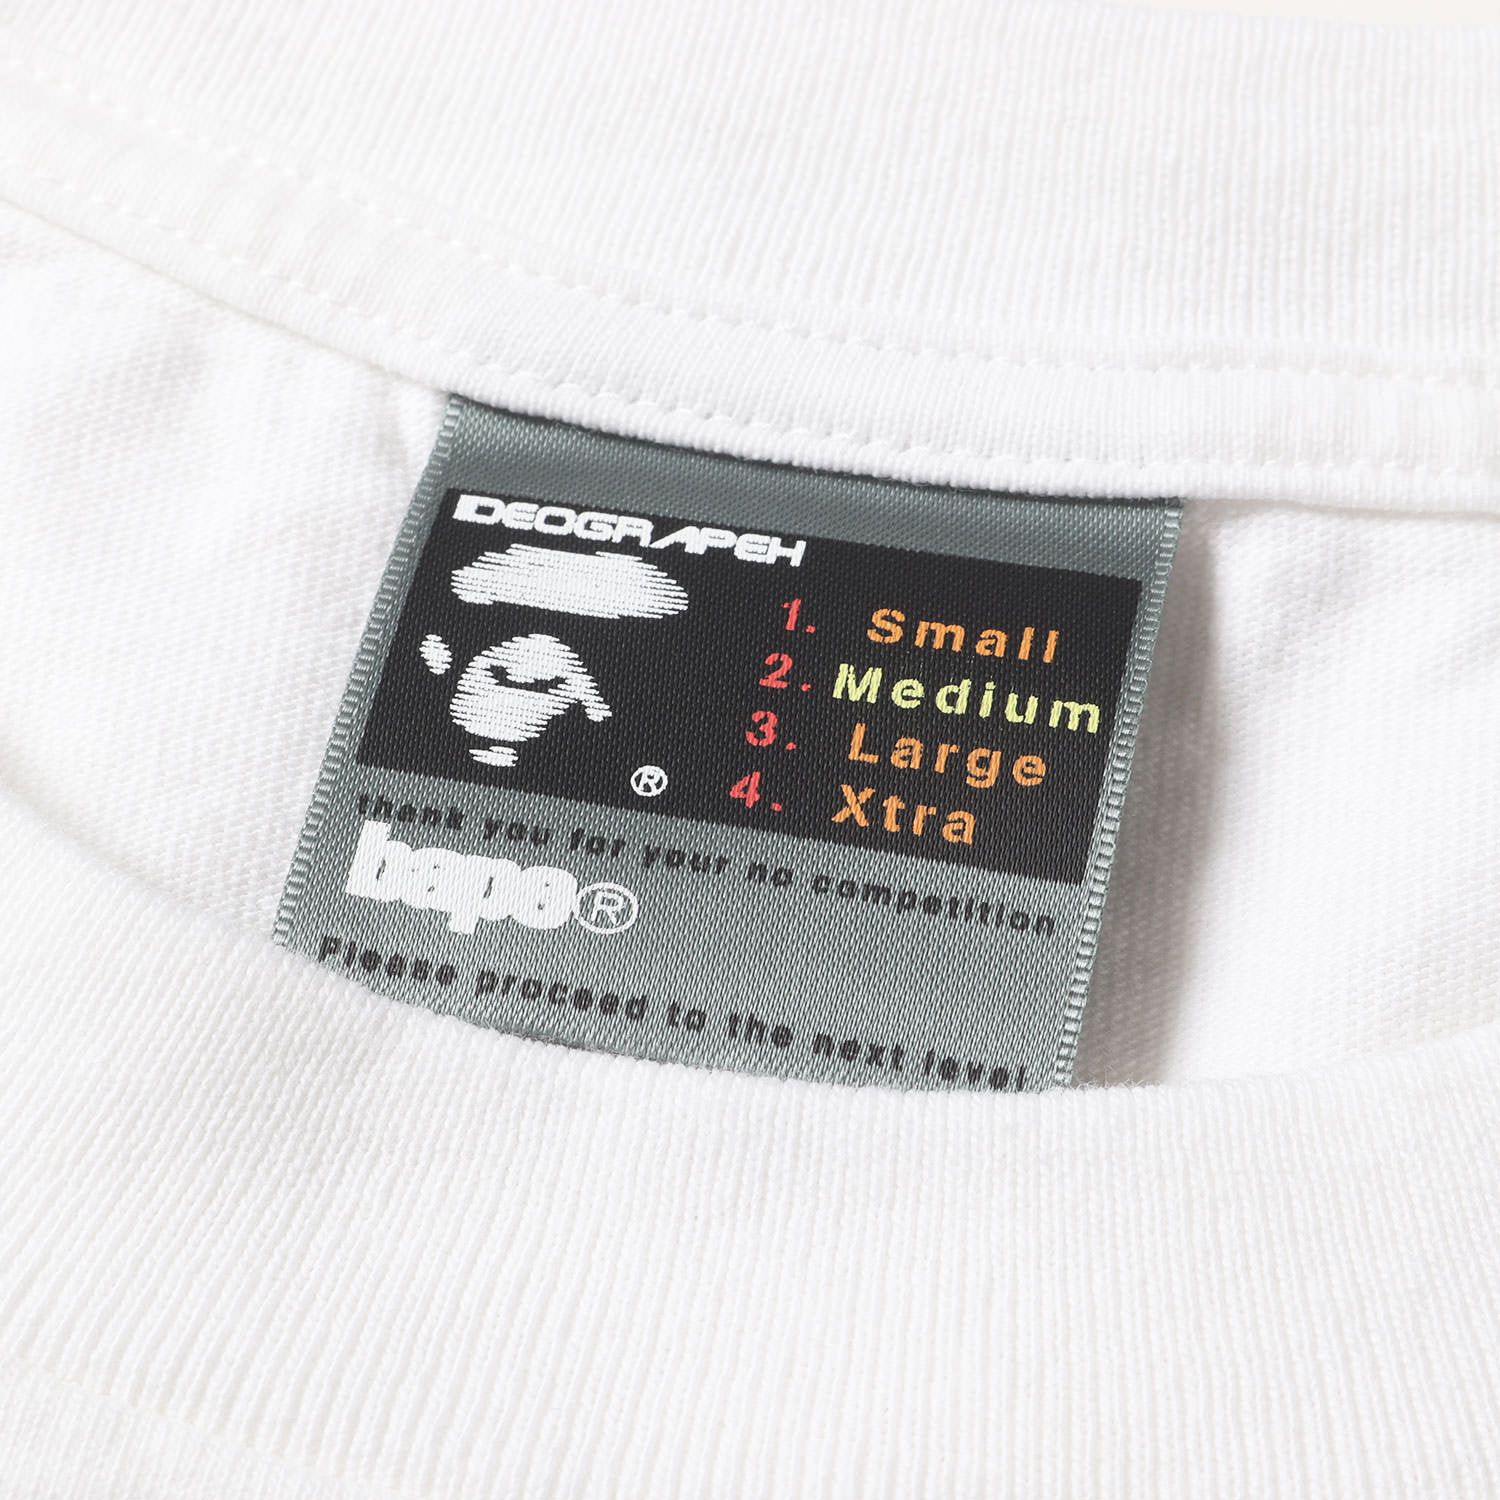 IDEOGRAPEH
1. Small
2. Medium
3. Large
4. Xtra
®
thank you for your no competition
bape®
Please proceed to the next level